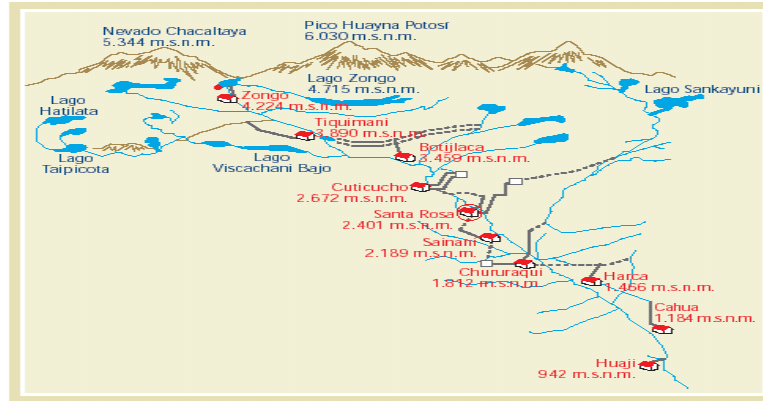 Nevado Chacaltaya
5.344 m.s.n.m.
Pico Huayna Potosí
6.030 m.s.n.m.
Lago Zongo
4.715 m.s.n.m.
Lago Sankayuni
Lago
Hatilata
Zongo
4.224 m.s.n.m.
Tiquimani
3.890 m.s.n.m.
Botijlaca
3.459 m.s.n.m.
Lago
Taipicota
Lago
Viscachani Bajo
Cuticucho
2.672 m.s.n.m.
Santa Rosa
2.401 m.s.n.m.
Sainani
2.189 m.s.n.m.
Chururaqui
1.812 m.s.n.m.
Harca
1.466 m.s.n.m.
Cahua
1.184 m.s.n.m.
Huaji
942 m.s.n.m.